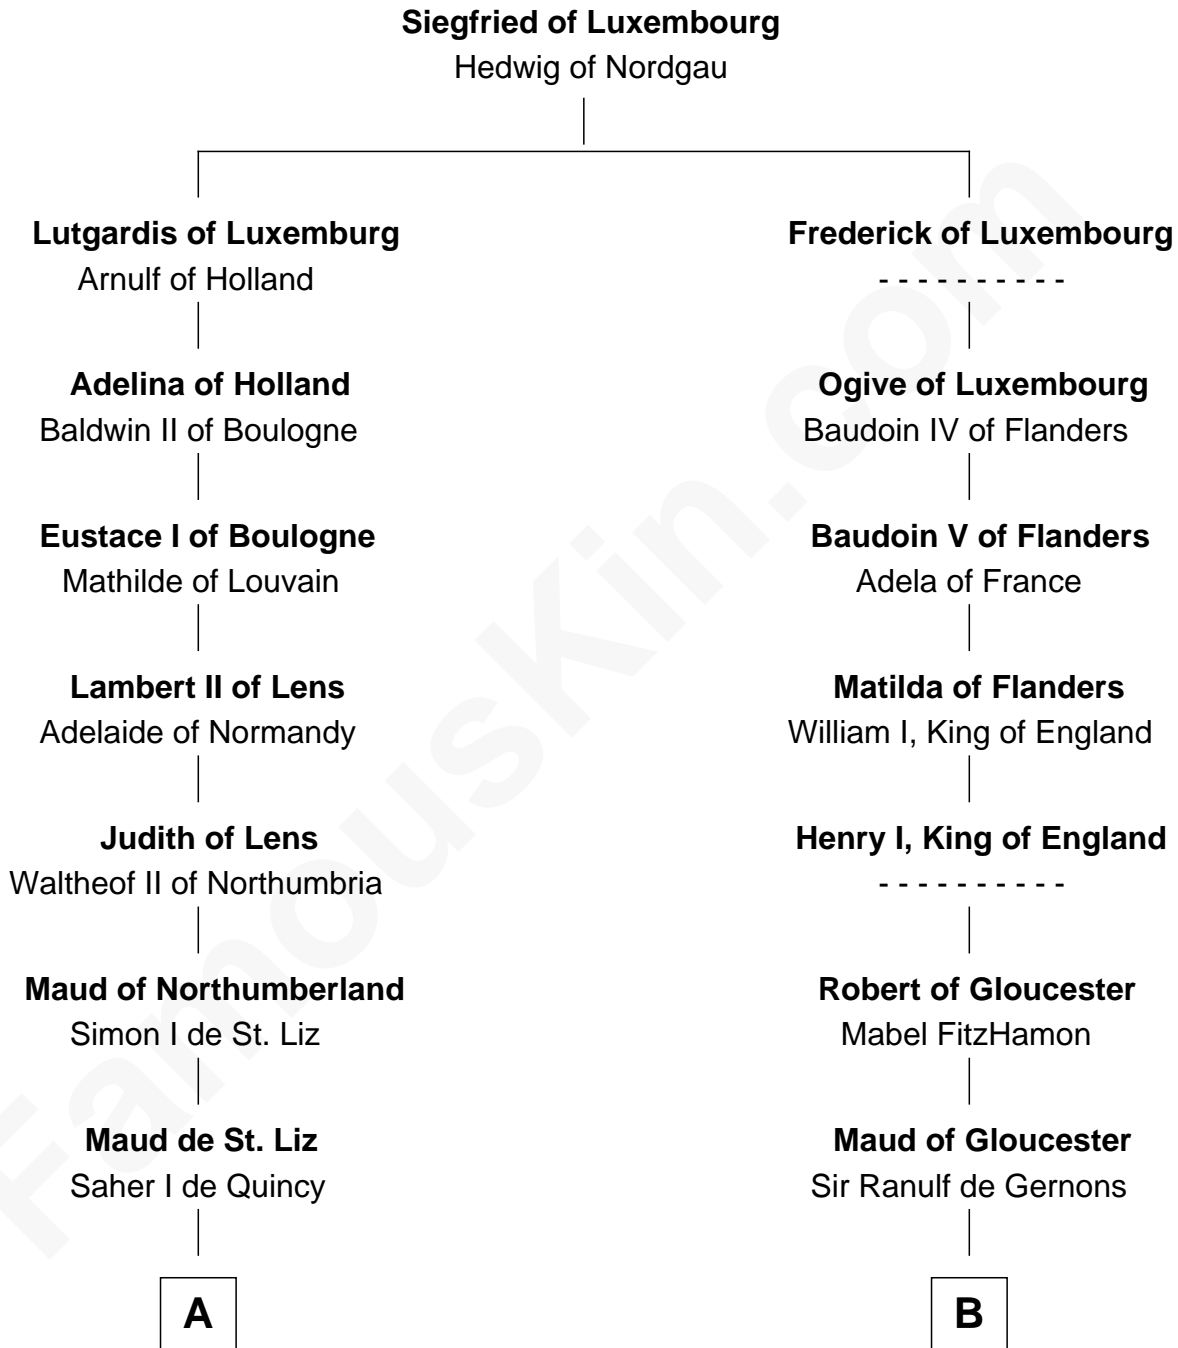 Siegfried of Luxembourg
Hedwig of Nordgau
Lutgardis of Luxemburg
Arnulf of Holland
Frederick of Luxembourg
- - - - - - - - - -
Adelina of Holland
Baldwin II of Boulogne
Ogive of Luxembourg
Baudoin IV of Flanders
Eustace I of Boulogne
Mathilde of Louvain
Baudoin V of Flanders
Adela of France
Lambert II of Lens
Adelaide of Normandy
Matilda of Flanders
William I, King of England
Judith of Lens
Waltheof II of Northumbria
Henry I, King of England
- - - - - - - - - -
Maud of Northumberland
Simon I de St. Liz
Robert of Gloucester
Mabel FitzHamon
Maud de St. Liz
Saher I de Quincy
Maud of Gloucester
Sir Ranulf de Gernons
A
B
FamousKin.com